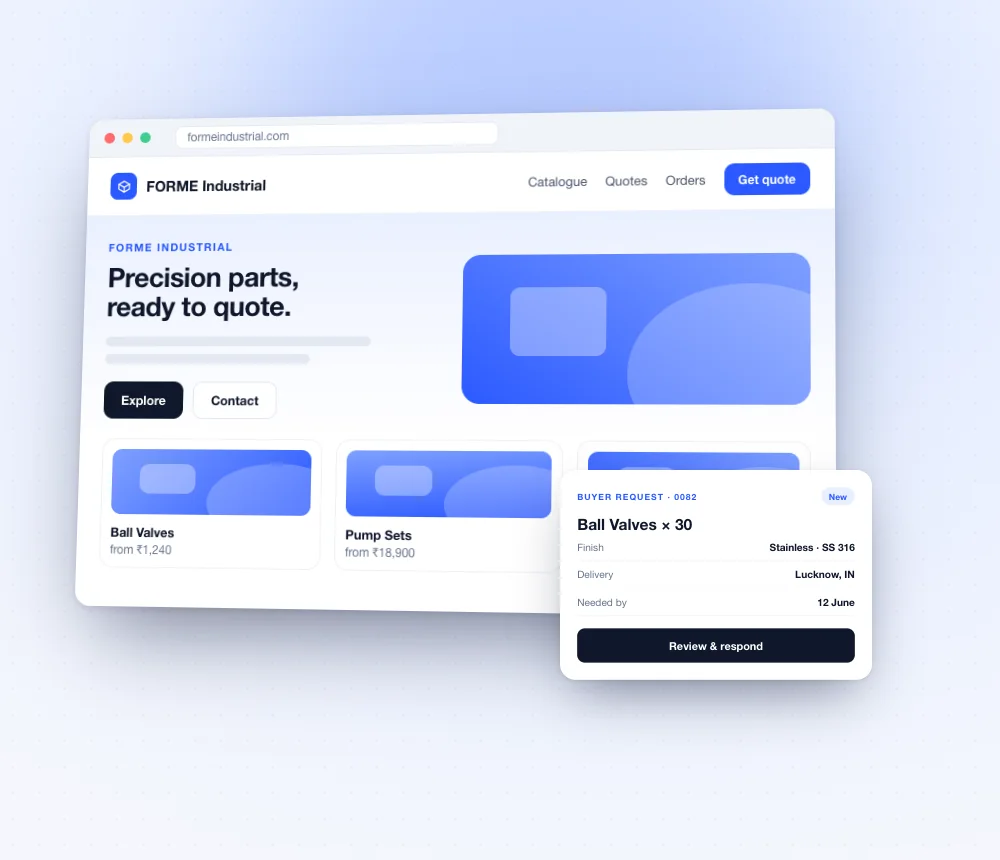 formeindustrial.com
FORME Industrial
Catalogue Quotes Orders Get quote
FORME INDUSTRIAL
Precision parts,
ready to quote.
Explore Contact
Ball Valves
from ₹1,240
Pump Sets
from ₹18,900
BUYER REQUEST · 0082 New
Ball Valves × 30
Finish Stainless · SS 316
Delivery Lucknow, IN
Needed by 12 June
Review & respond